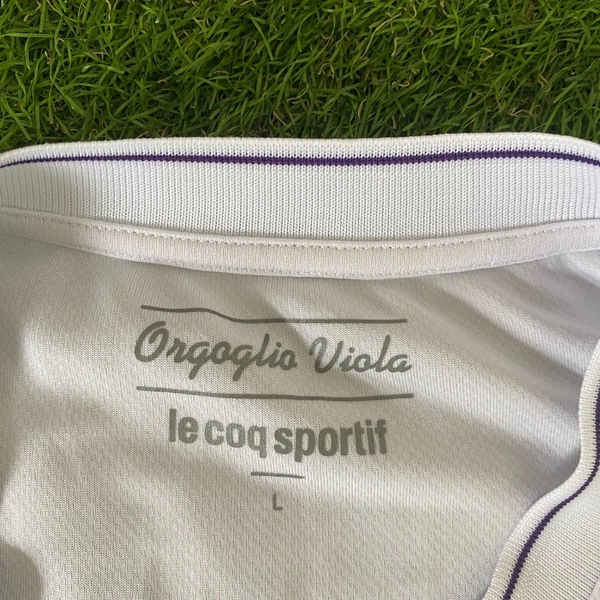 Orgoglio Viola
le coq sportif
L